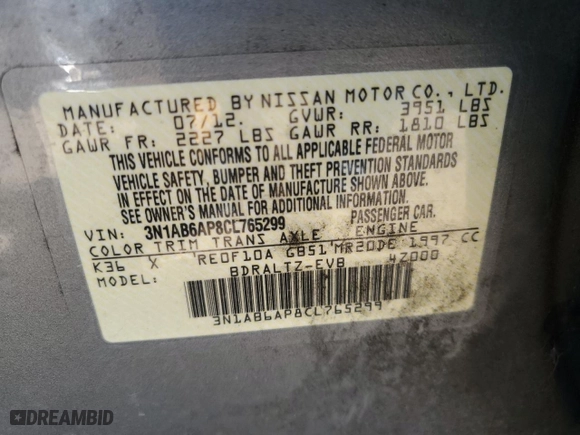 MANUFACTURED BY NISSAN MOTOR CO., LTD.
DATE: 07/12. GVWR: 3951 LBS
GAWR FR: 2227 LBS GAWR RR: 1810 LBS
THIS VEHICLE CONFORMS TO ALL APPLICABLE FEDERAL MOTOR
VEHICLE SAFETY, BUMPER AND THEFT PREVENTION STANDARDS
IN EFFECT ON THE DATE OF MANUFACTURE SHOWN ABOVE.
SEE OWNER'S MANUAL FOR ADDITIONAL INFORMATION.
VIN: 3N1AB6AP8CL765299 PASSENGER CAR.
COLOR TRIM TRANS AXLE ENGINE
K36 X RE0F10A GB51 MR20DE 1997 CC
MODEL: BDRALTZ-EVB 47000
3N1AB6AP8CL765299
DREAMBID